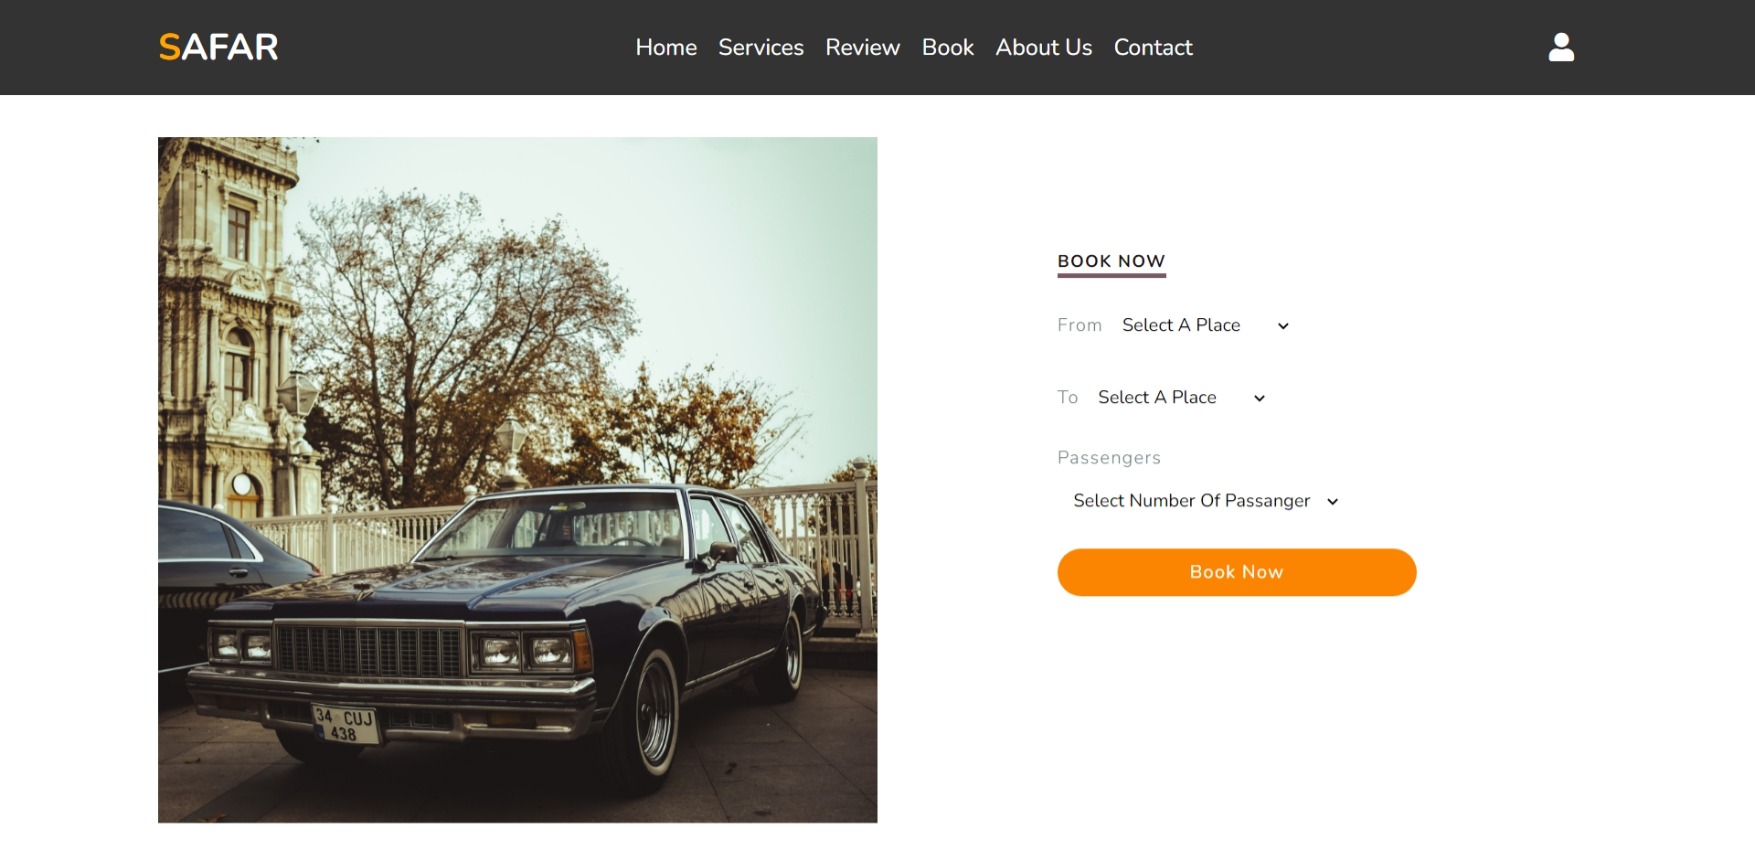 SAFAR
Home Services Review Book About Us Contact
BOOK NOW
From Select A Place
To Select A Place
Passengers
Select Number Of Passanger
Book Now
34 CUJ
438